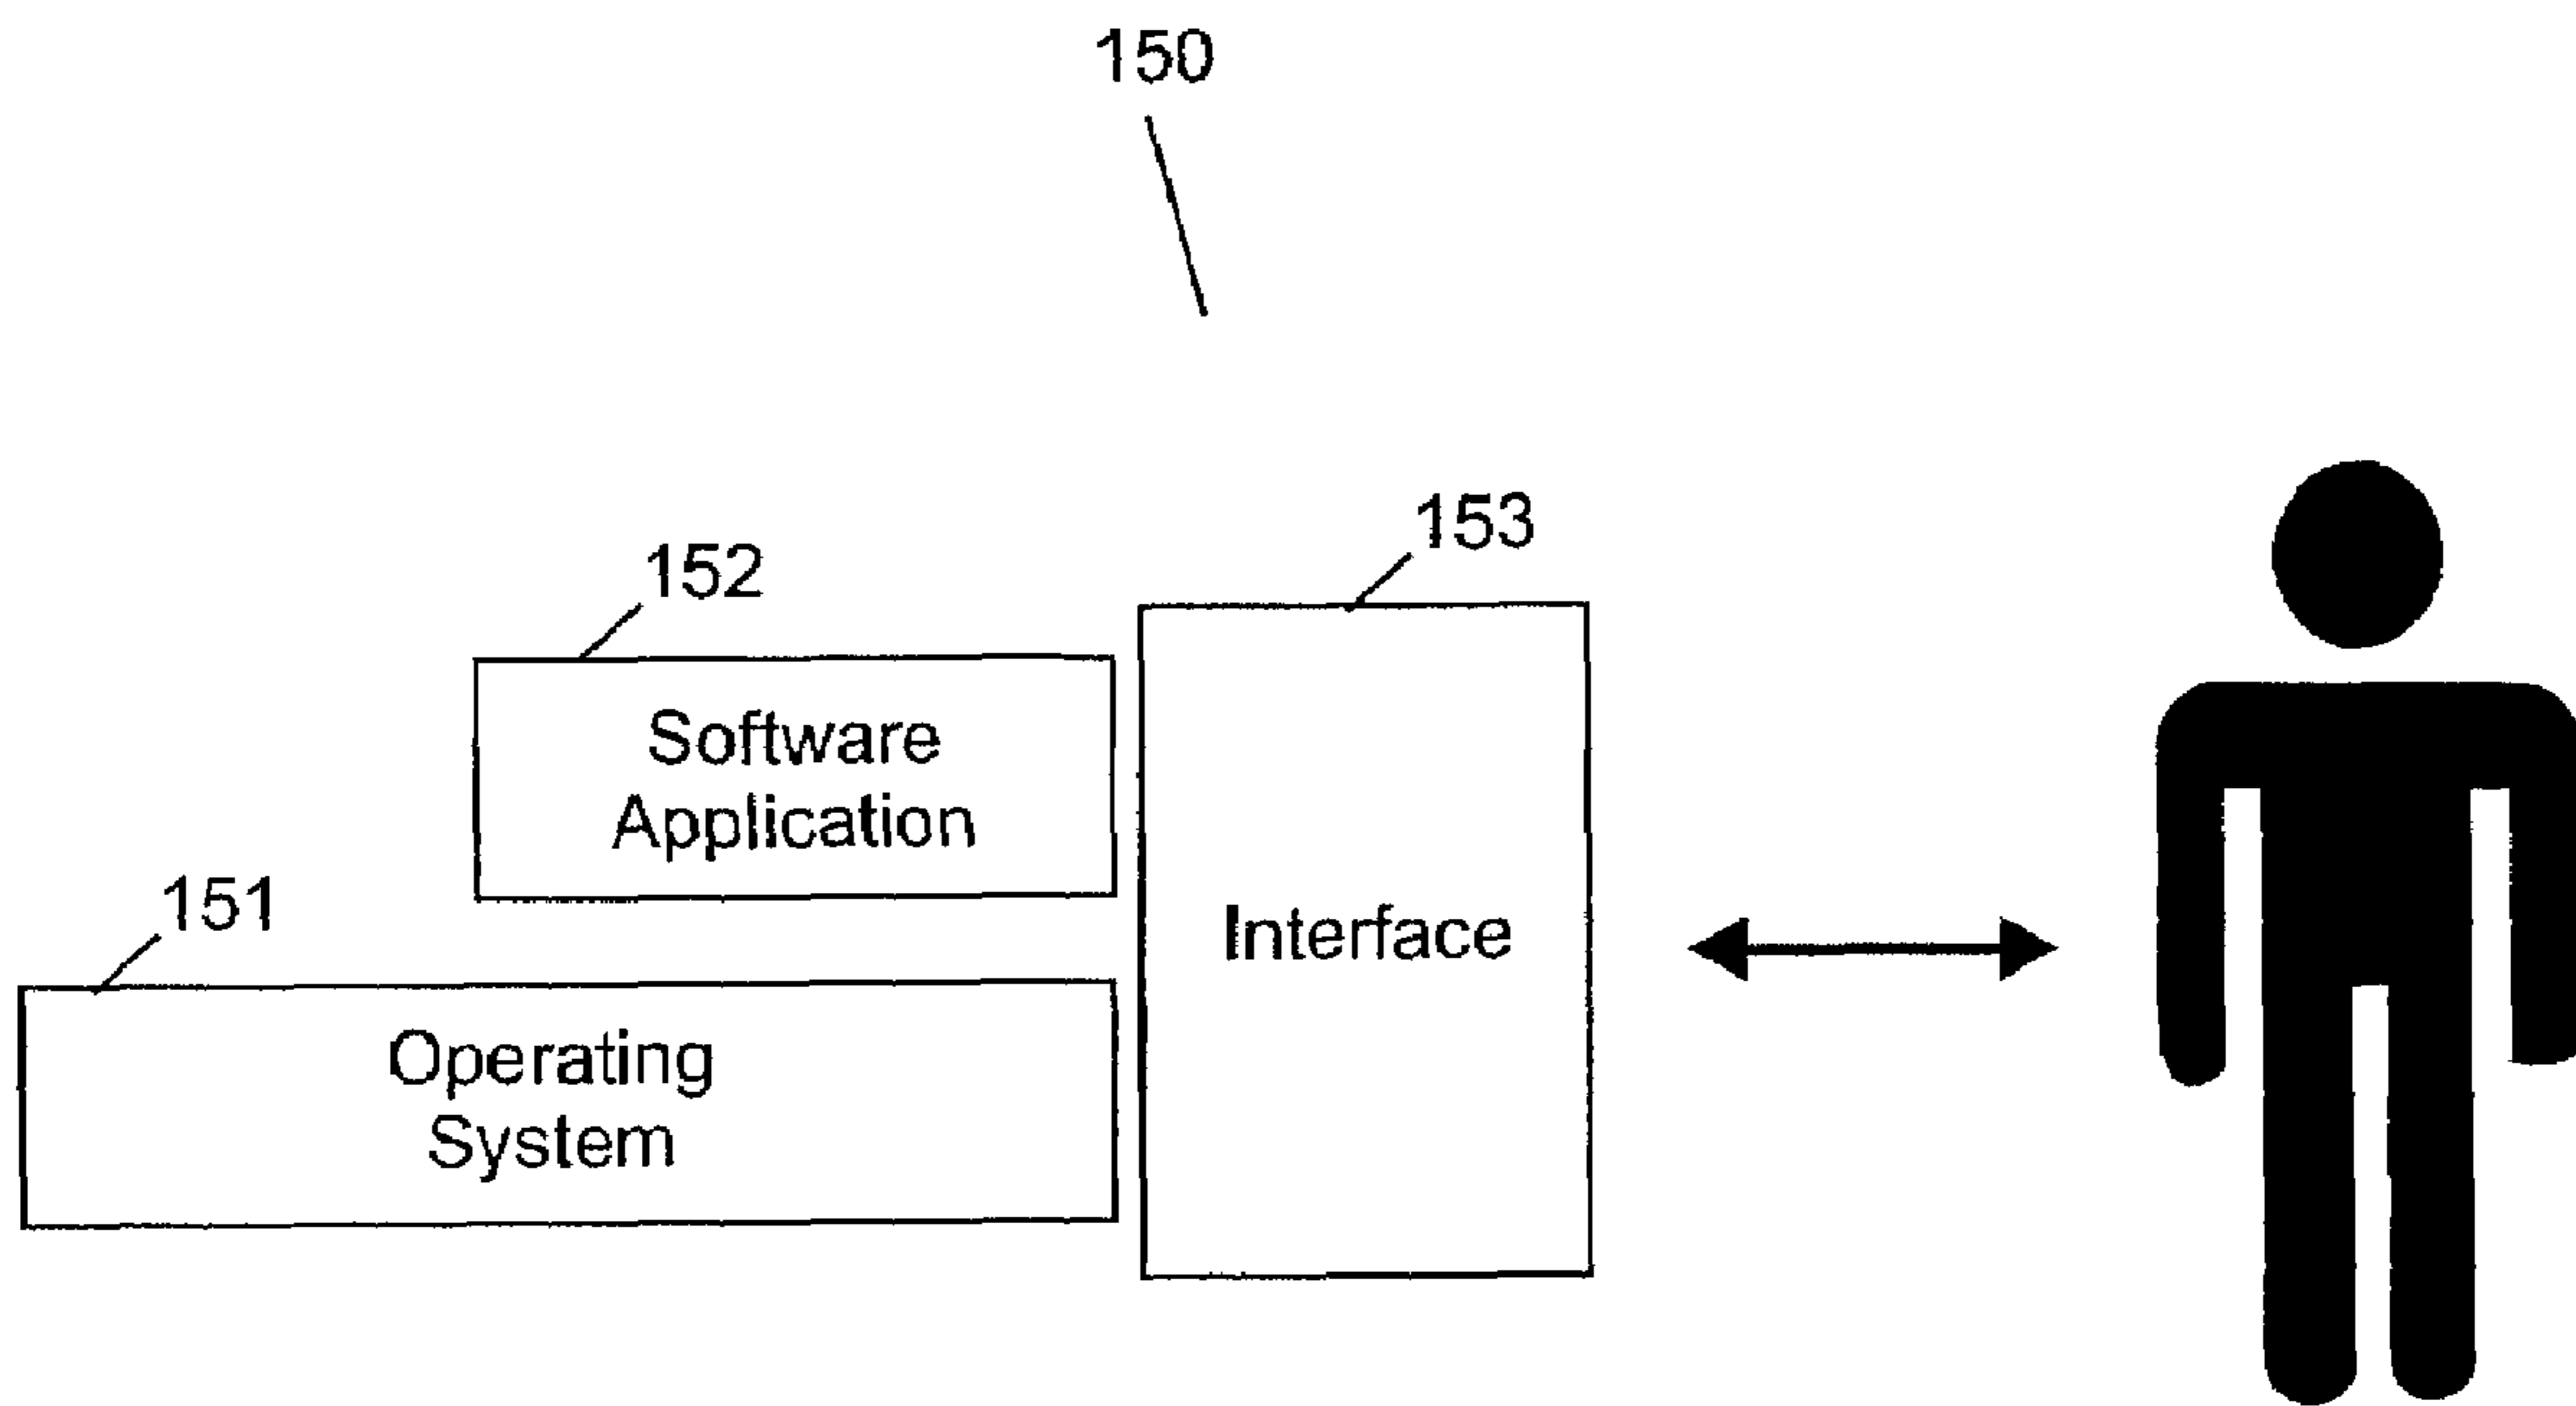 150
153
152
Software
Application
Interface
151
Operating
System